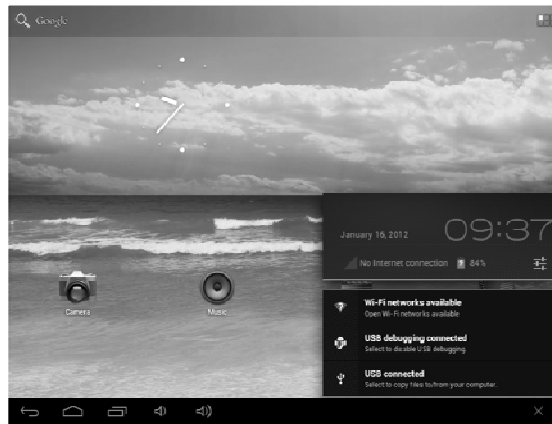 Google
January 16, 2012
09:37
No Internet connection 84%
Wi-Fi networks available
Open Wi-Fi networks available
USB debugging connected
Select to disable USB debugging.
USB connected
Select to copy files to/from your computer.
Camera
Music